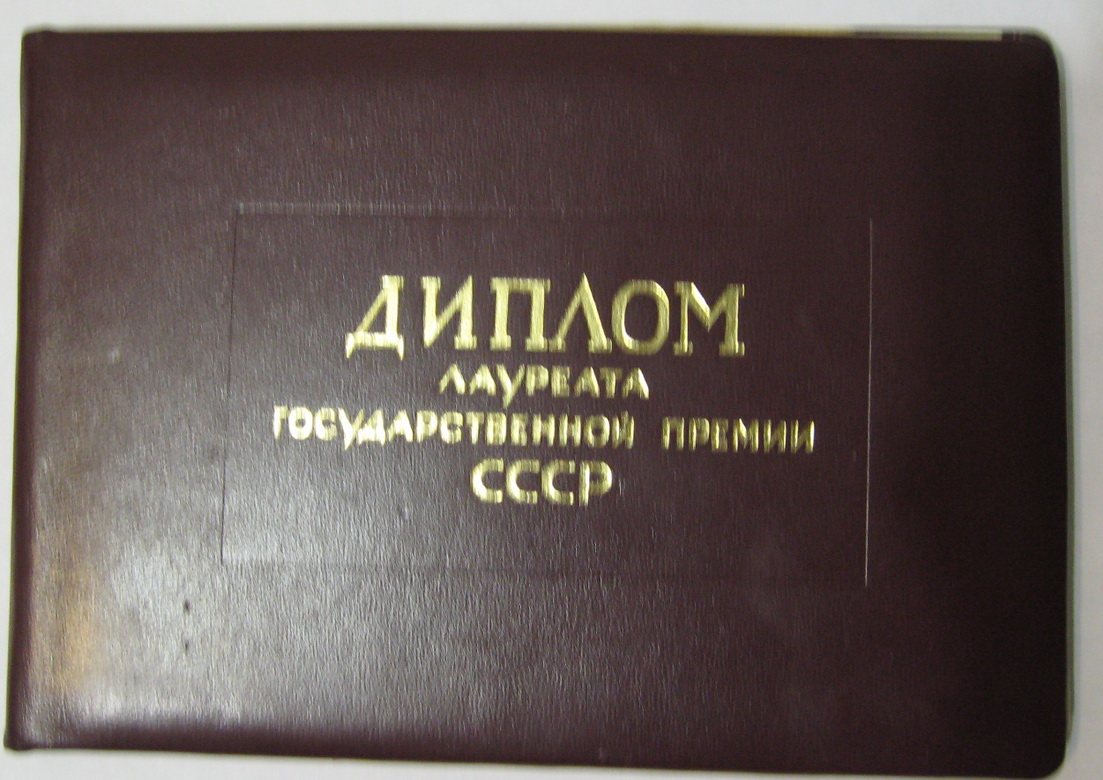 ДИПЛОМ
ЛАУРЕАТА
ГОСУДАРСТВЕННОЙ ПРЕМИИ
СССР